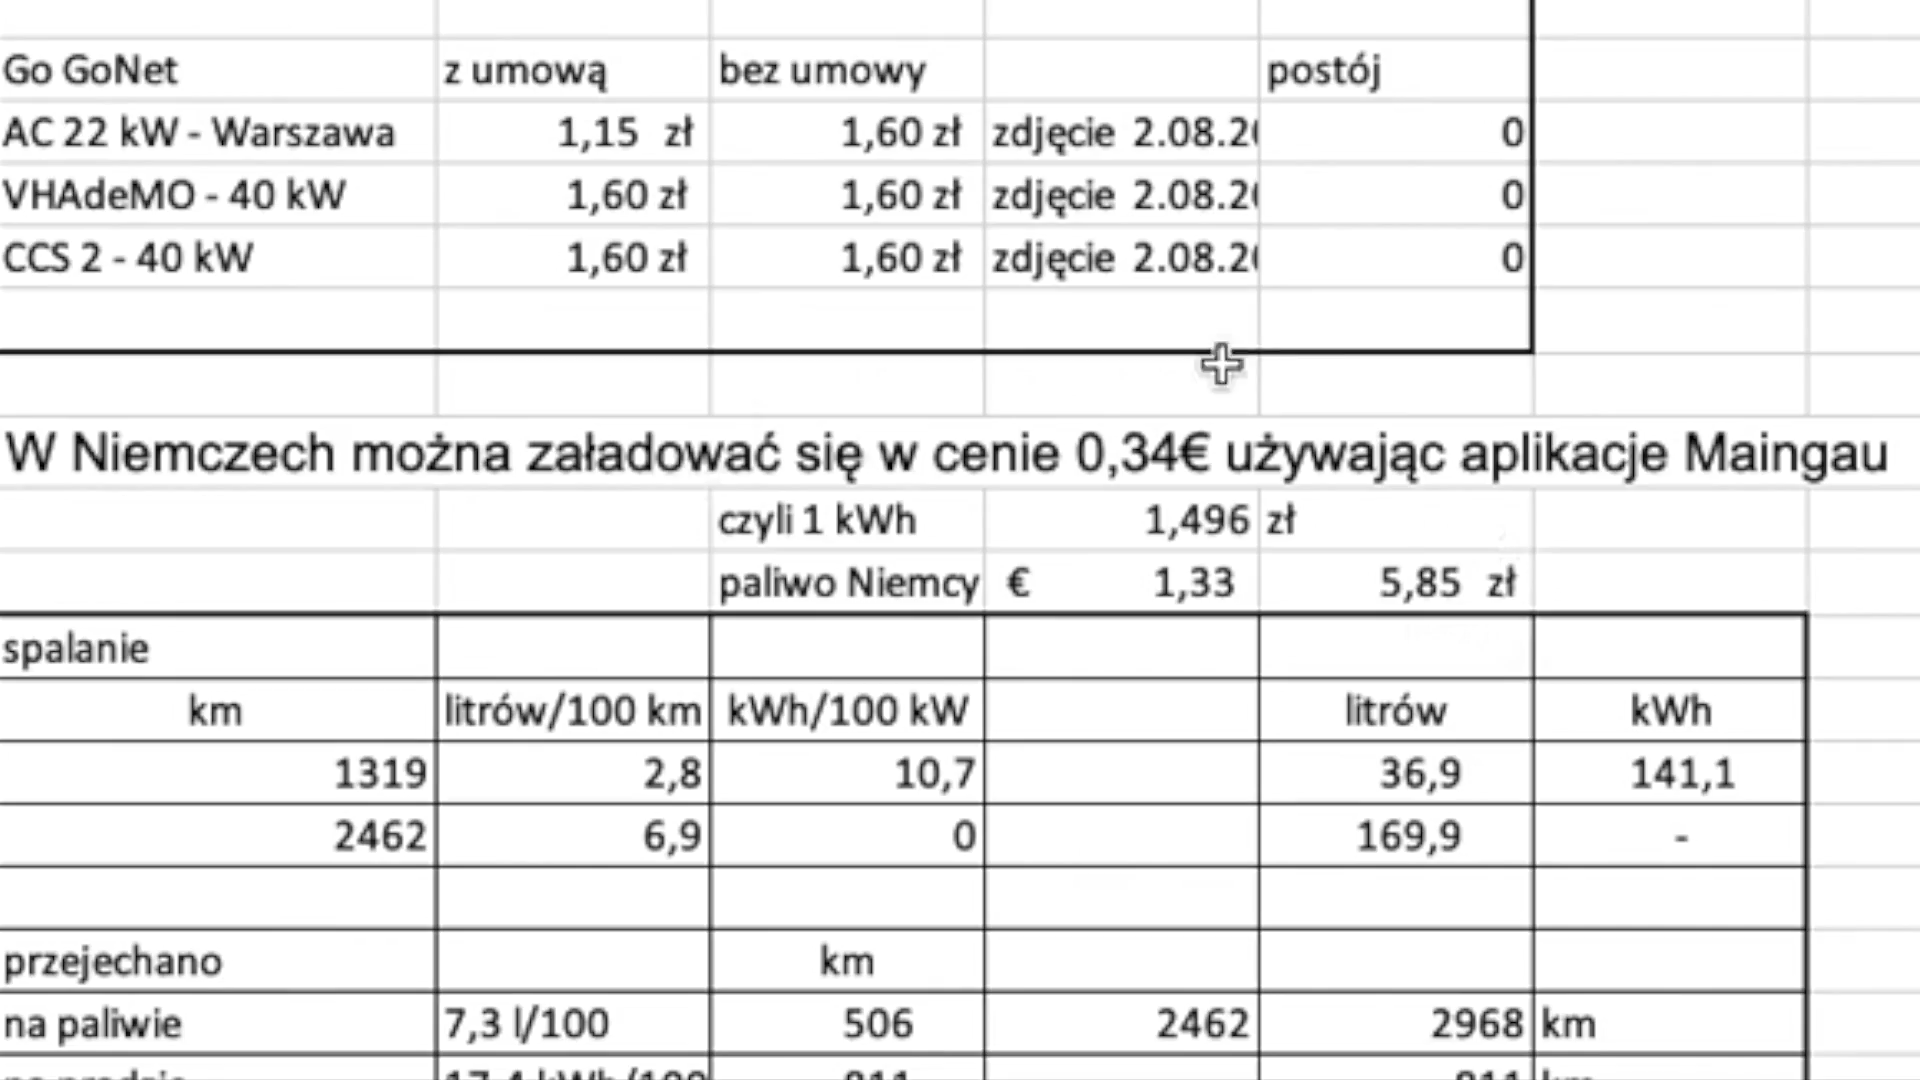 Go GoNet z umową bez umowy postój
AC 22 kW - Warszawa 1,15 zł 1,60 zł zdjęcie 2.08.20 0
VHAdeMO - 40 kW 1,60 zł 1,60 zł zdjęcie 2.08.20 0
CCS 2 - 40 kW 1,60 zł 1,60 zł zdjęcie 2.08.20 0
W Niemczech można załadować się w cenie 0,34€ używając aplikacje Maingau
czyli 1 kWh 1,496 zł
paliwo Niemcy € 1,33 5,85 zł
spalanie
km litrów/100 km kWh/100 kW litrów kWh
1319 2,8 10,7 36,9 141,1
2462 6,9 0 169,9 -
przejechano km
na paliwie 7,3 l/100 506 2462 2968 km